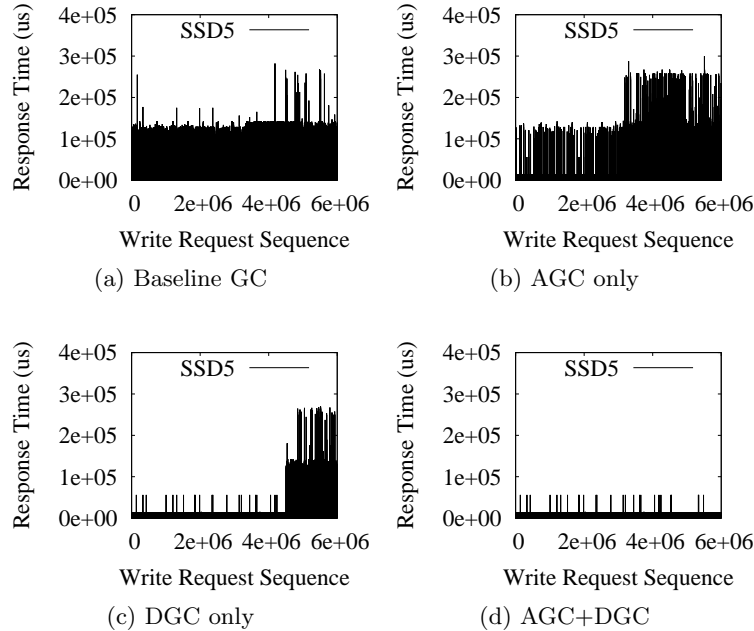 4e+05
SSD5
3e+05
2e+05
1e+05
0e+00
0 2e+06 4e+06 6e+06
Response Time (us)
Write Request Sequence
(a) Baseline GC
4e+05
SSD5
3e+05
2e+05
1e+05
0e+00
0 2e+06 4e+06 6e+06
Response Time (us)
Write Request Sequence
(b) AGC only
4e+05
SSD5
3e+05
2e+05
1e+05
0e+00
0 2e+06 4e+06 6e+06
Response Time (us)
Write Request Sequence
(c) DGC only
4e+05
SSD5
3e+05
2e+05
1e+05
0e+00
0 2e+06 4e+06 6e+06
Response Time (us)
Write Request Sequence
(d) AGC+DGC